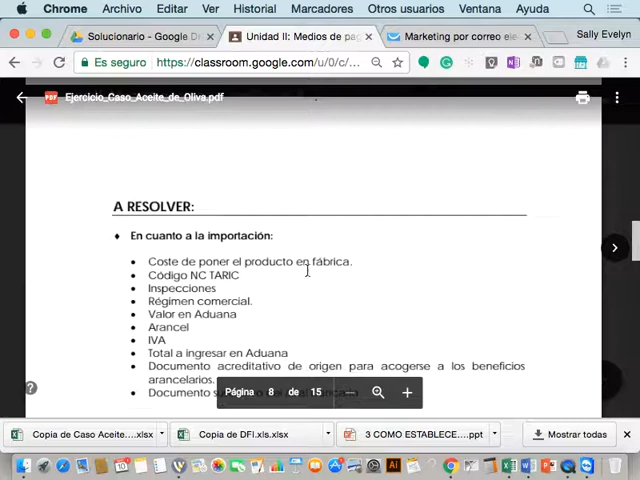 Chrome Archivo Editar Ver Historial Marcadores Otros usuarios Ventana Ayuda
Solucionario - Google Dr
Unidad II: Medios de pag
Marketing por correo elec
Sally Evelyn
Es seguro https://classroom.google.com/u/0/c/...
PDF Ejercicio_Caso_Aceite_de_Oliva.pdf
A RESOLVER:
♦ En cuanto a la importación:
• Coste de poner el producto en fábrica.
• Código NC TARIC
• Inspecciones
• Régimen comercial.
• Valor en Aduana
• Arancel
• IVA
• Total a ingresar en Aduana
• Documento acreditativo de origen para acogerse a los beneficios
arancelarios.
• Documento
Página 8 de 15
Copia de Caso Aceite....xlsx
Copia de DFI.xls.xlsx
3 COMO ESTABLECE....ppt
Mostrar todas